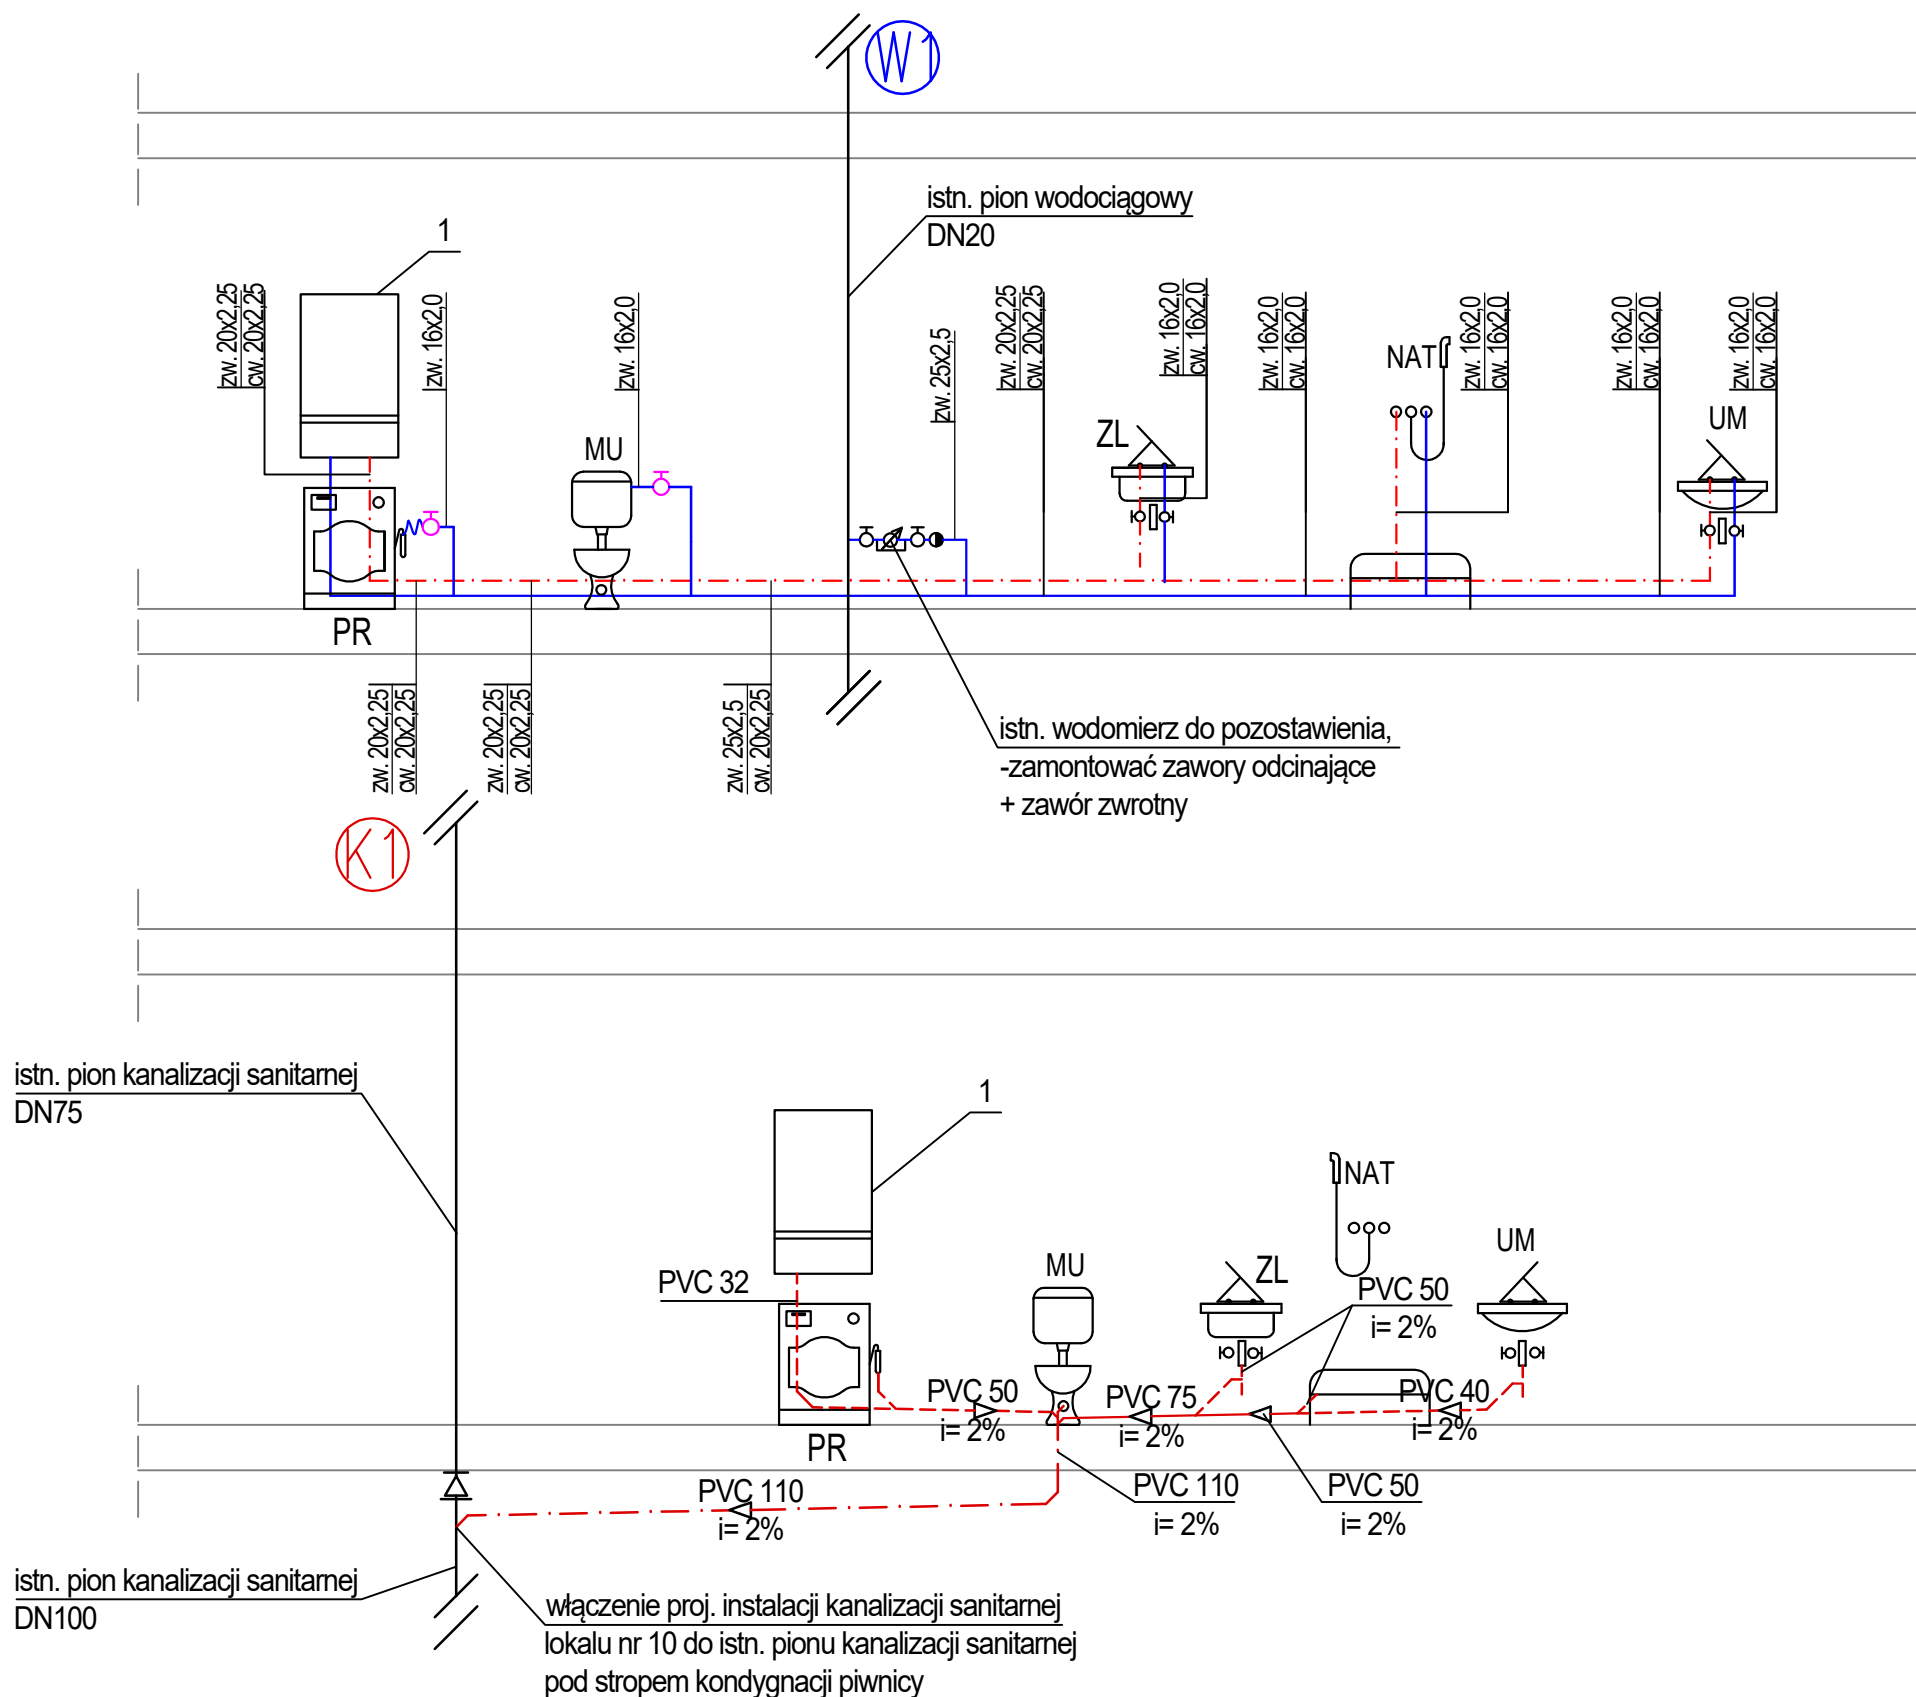 W1
istn. pion wodociągowy
DN20
1
zw. 20x2,25
cw. 20x2,25
zw. 16x2,0
zw. 16x2,0
zw. 25x2,5
zw. 20x2,25
cw. 20x2,25
zw. 16x2,0
cw. 16x2,0
zw. 16x2,0
cw. 16x2,0
NAT
zw. 16x2,0
cw. 16x2,0
zw. 16x2,0
cw. 16x2,0
zw. 16x2,0
cw. 16x2,0
MU
ZL
UM
PR
zw. 20x2,25
cw. 20x2,25
zw. 20x2,25
cw. 20x2,25
zw. 25x2,5
cw. 20x2,25
istn. wodomierz do pozostawienia,
-zamontować zawory odcinające
+ zawór zwrotny
K1
istn. pion kanalizacji sanitarnej
DN75
1
NAT
UM
MU
ZL
PVC 32
PVC 50
i= 2%
PVC 50
i= 2%
PVC 75
i= 2%
PVC 40
i= 2%
PR
PVC 110
i= 2%
PVC 110
i= 2%
PVC 50
i= 2%
istn. pion kanalizacji sanitarnej
DN100
włączenie proj. instalacji kanalizacji sanitarnej
lokalu nr 10 do istn. pionu kanalizacji sanitarnej
pod stropem kondygnacji piwnicy